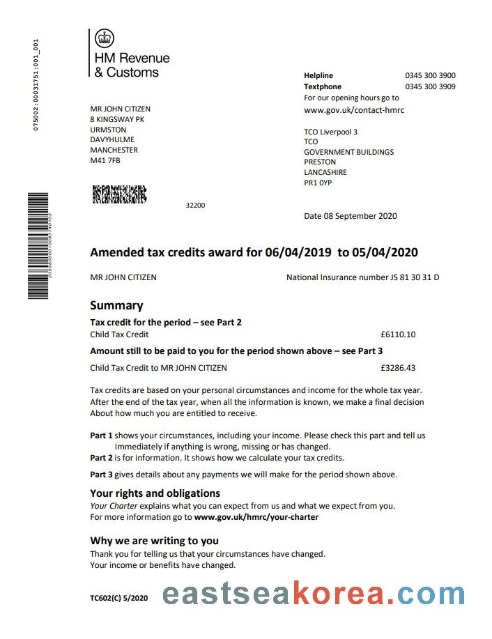 075002:00031751:001_001
HM Revenue
& Customs
Helpline 0345 300 3900
Textphone 0345 300 3909
For our opening hours go to
www.gov.uk/contact-hmrc
MR JOHN CITIZEN
8 KINGSWAY PK
URMSTON
DAVYHULME
MANCHESTER
M41 7FB
TCO Liverpool 3
TCO
GOVERNMENT BUILDINGS
PRESTON
LANCASHIRE
PR1 0YP
32200
Date 08 September 2020
Amended tax credits award for 06/04/2019 to 05/04/2020
MR JOHN CITIZEN National Insurance number JS 81 30 31 D
Summary
Tax credit for the period – see Part 2
Child Tax Credit £6110.10
Amount still to be paid to you for the period shown above – see Part 3
Child Tax Credit to MR JOHN CITIZEN £3286.43
Tax credits are based on your personal circumstances and income for the whole tax year.
After the end of the tax year, when all the information is known, we make a final decision
About how much you are entitled to receive.
Part 1 shows your circumstances, including your income. Please check this part and tell us
Immediately if anything is wrong, missing or has changed.
Part 2 is for information. It shows how we calculate your tax credits.
Part 3 gives details about any payments we will make for the period shown above.
Your rights and obligations
Your Charter explains what you can expect from us and what we expect from you.
For more information go to www.gov.uk/hmrc/your-charter
Why we are writing to you
Thank you for telling us that your circumstances have changed.
Your income or benefits have changed.
TC602(C) 5/2020
eastseakorea.com